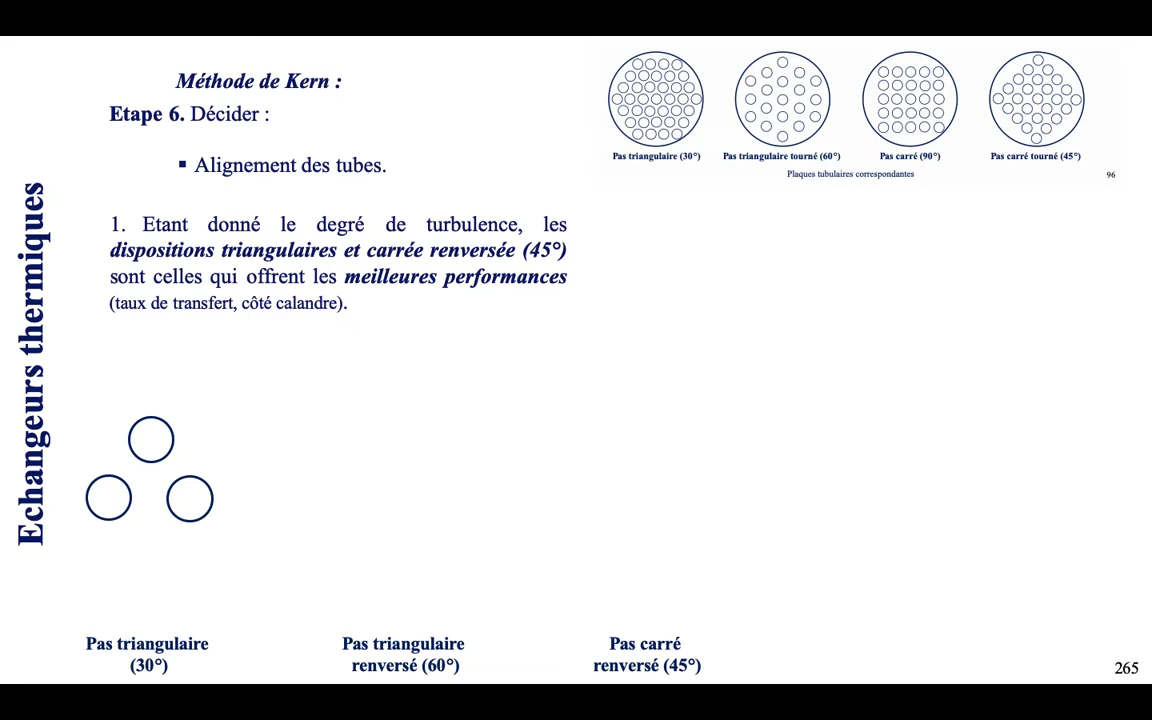 Echangeurs thermiques
Méthode de Kern :
Etape 6. Décider :
▪ Alignement des tubes.
1. Etant donné le degré de turbulence, les
dispositions triangulaires et carrée renversée (45°)
sont celles qui offrent les meilleures performances
(taux de transfert, côté calandre).
Pas triangulaire (30°)
Pas triangulaire tourné (60°)
Pas carré (90°)
Pas carré tourné (45°)
Plaques tubulaires correspondantes
96
Pas triangulaire
(30°)
Pas triangulaire
renversé (60°)
Pas carré
renversé (45°)
265